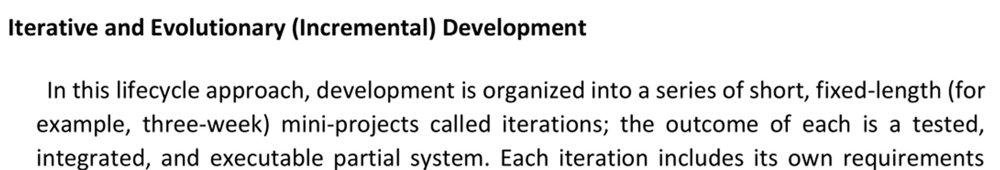 Iterative and Evolutionary (Incremental) Development
In this lifecycle approach, development is organized into a series of short, fixed-length (for
example, three-week) mini-projects called iterations; the outcome of each is a tested,
integrated, and executable partial system. Each iteration includes its own requirements